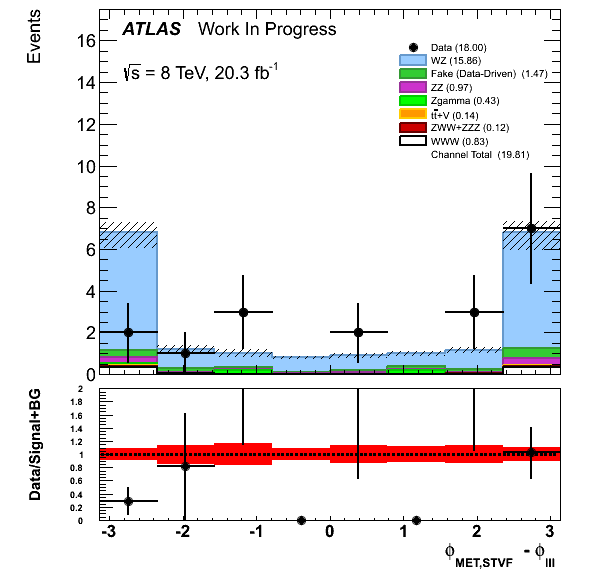 Events
ATLAS Work In Progress
√s = 8 TeV, 20.3 fb⁻¹
Data (18.00)
WZ (15.86)
Fake (Data-Driven) (1.47)
ZZ (0.97)
Zgamma (0.43)
tt̄+V (0.14)
ZWW+ZZZ (0.12)
WWW (0.83)
Channel Total (19.81)
16
14
12
10
8
6
4
2
0
Data/Signal+BG
2
1.8
1.6
1.4
1.2
1
0.8
0.6
0.4
0.2
0
-3 -2 -1 0 1 2 3
ϕMET,STVF - ϕlll